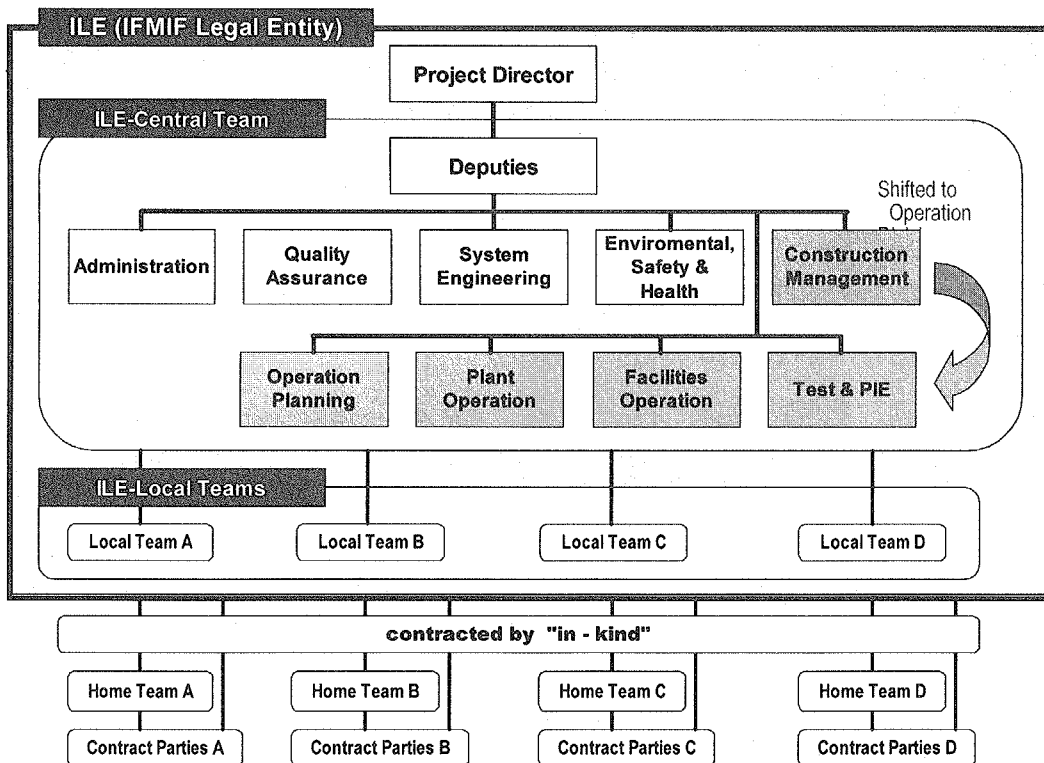 ILE (IFMIF Legal Entity)
Project Director
ILE-Central Team
Deputies
Shifted to
Operation
Administration
Quality
Assurance
System
Engineering
Enviromental,
Safety &
Health
Construction
Management
Operation
Planning
Plant
Operation
Facilities
Operation
Test & PIE
ILE-Local Teams
Local Team A
Local Team B
Local Team C
Local Team D
contracted by "in - kind"
Home Team A
Home Team B
Home Team C
Home Team D
Contract Parties A
Contract Parties B
Contract Parties C
Contract Parties D